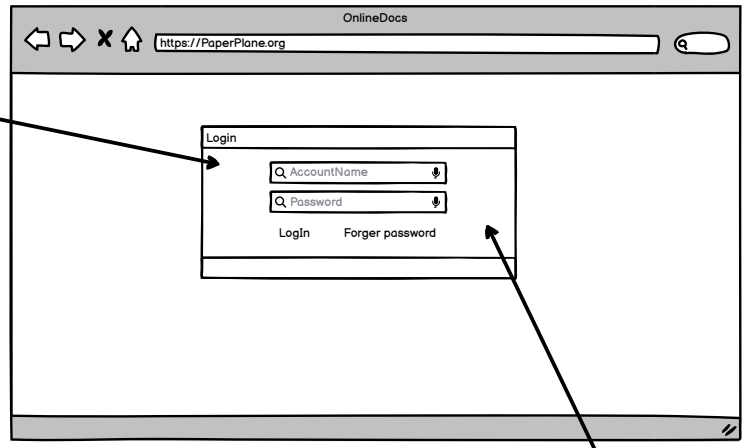 OnlineDocs
https://PaperPlane.org
Login
AccountName
Password
LogIn Forger password